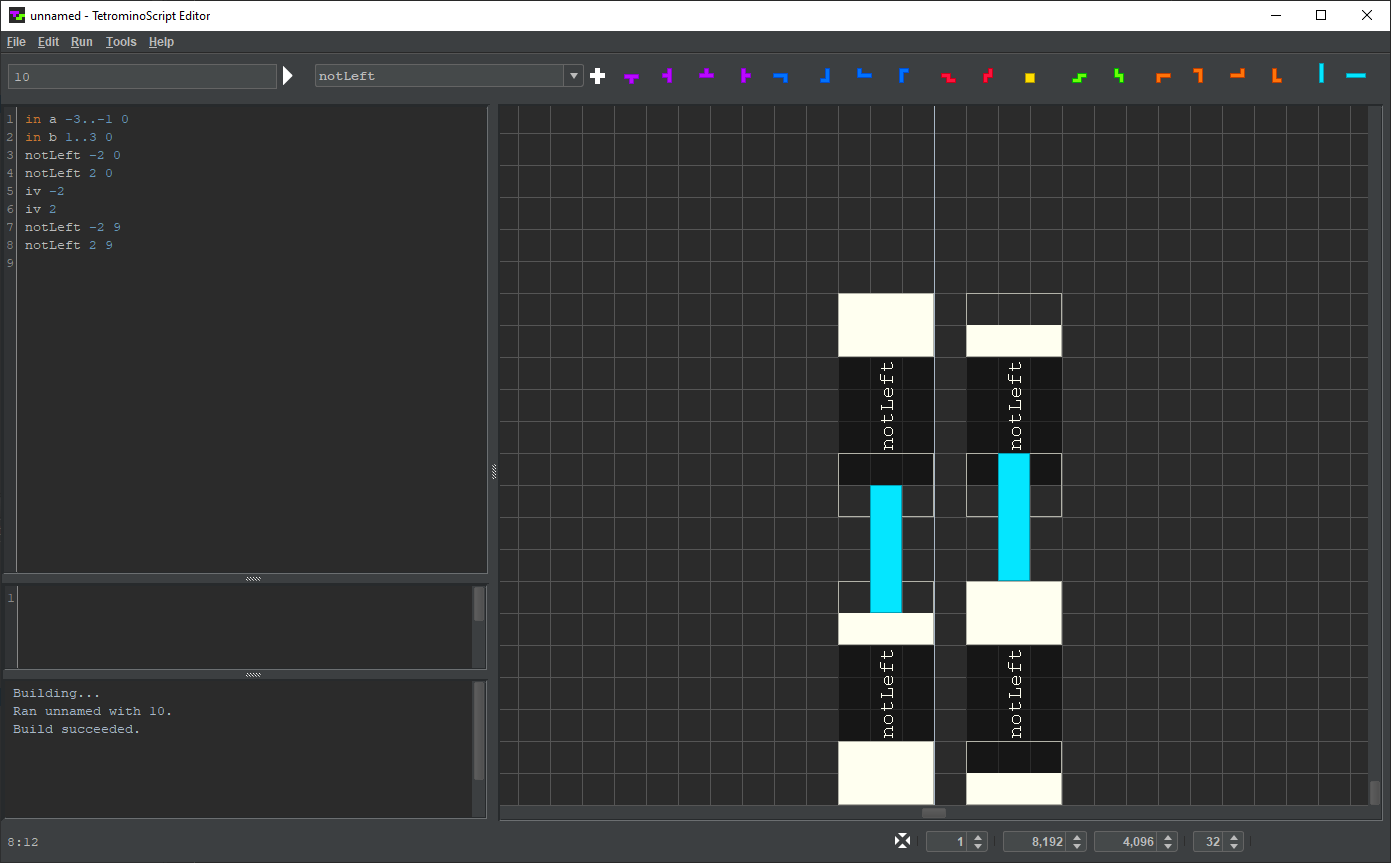 unnamed - TetrominoScript Editor
File Edit Run Tools Help
10
notLeft
1 in a -3..-1 0
2 in b 1..3 0
3 notLeft -2 0
4 notLeft 2 0
5 iv -2
6 iv 2
7 notLeft -2 9
8 notLeft 2 9
9
notLeft
notLeft
notLeft
notLeft
1
Building...
Ran unnamed with 10.
Build succeeded.
8:12
1 8,192 4,096 32